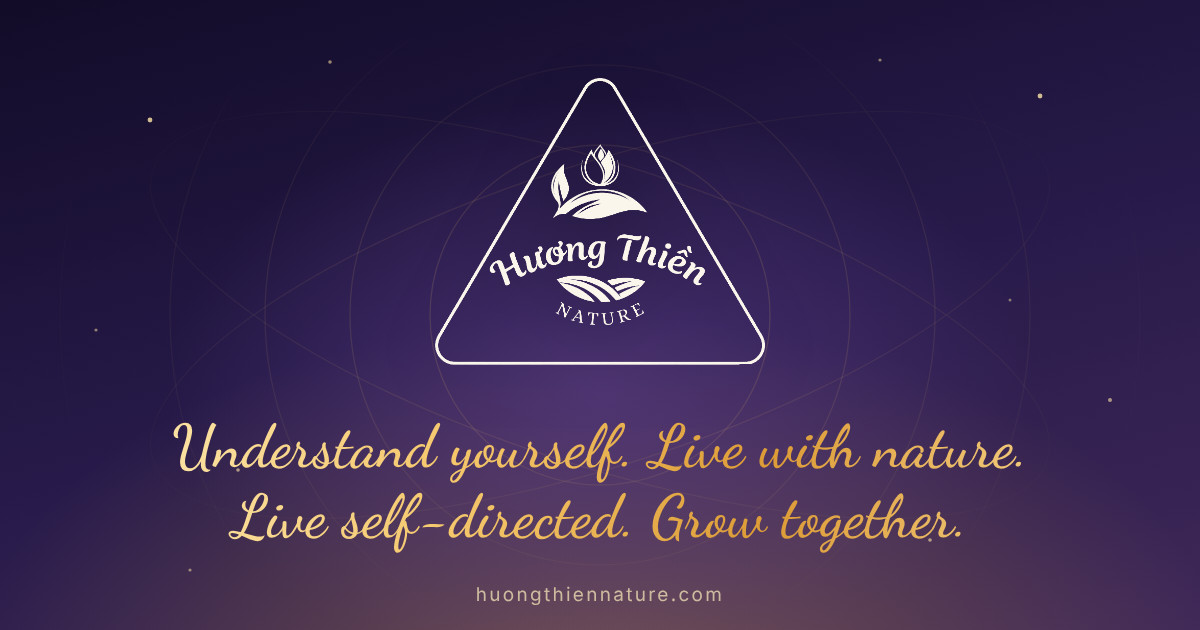 Hương Thiền
NATURE
Understand yourself. Live with nature.
Live self-directed. Grow together.
huongthiennature.com